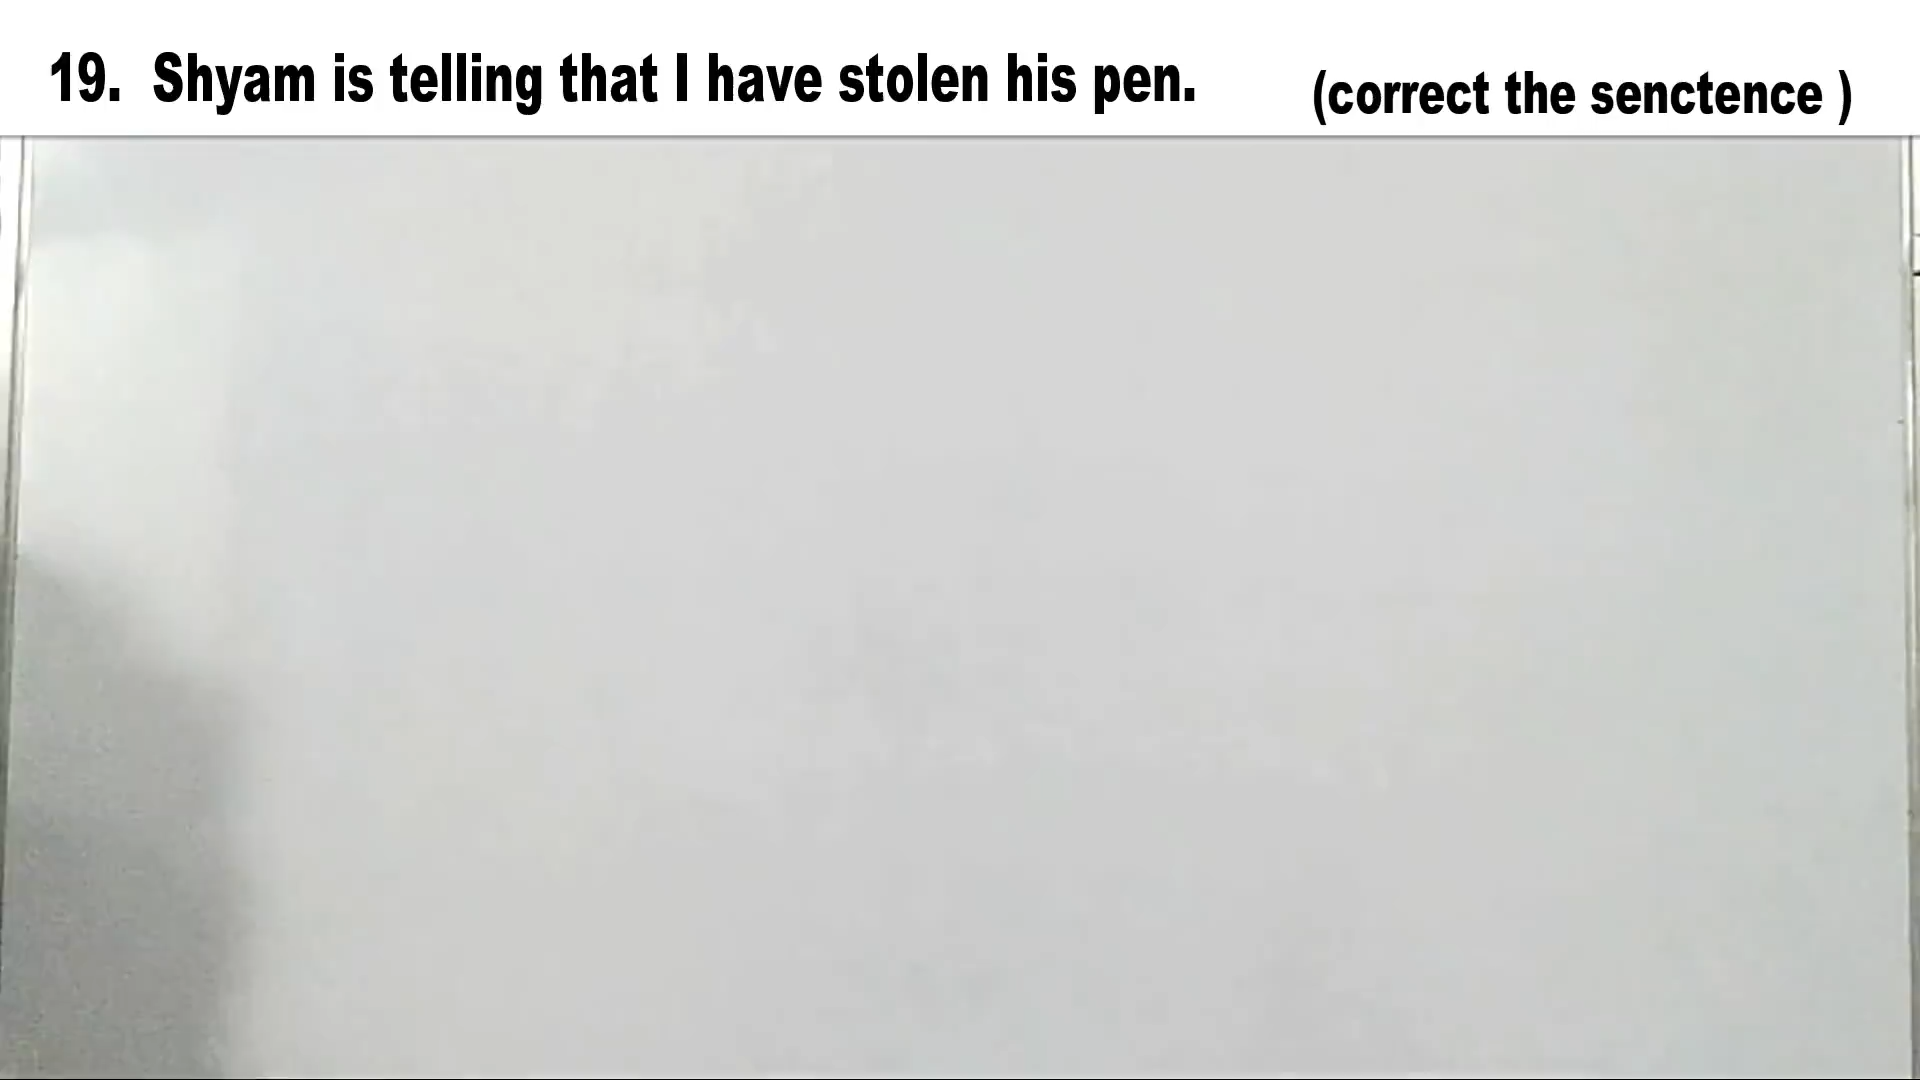 19. Shyam is telling that I have stolen his pen. (correct the senctence )